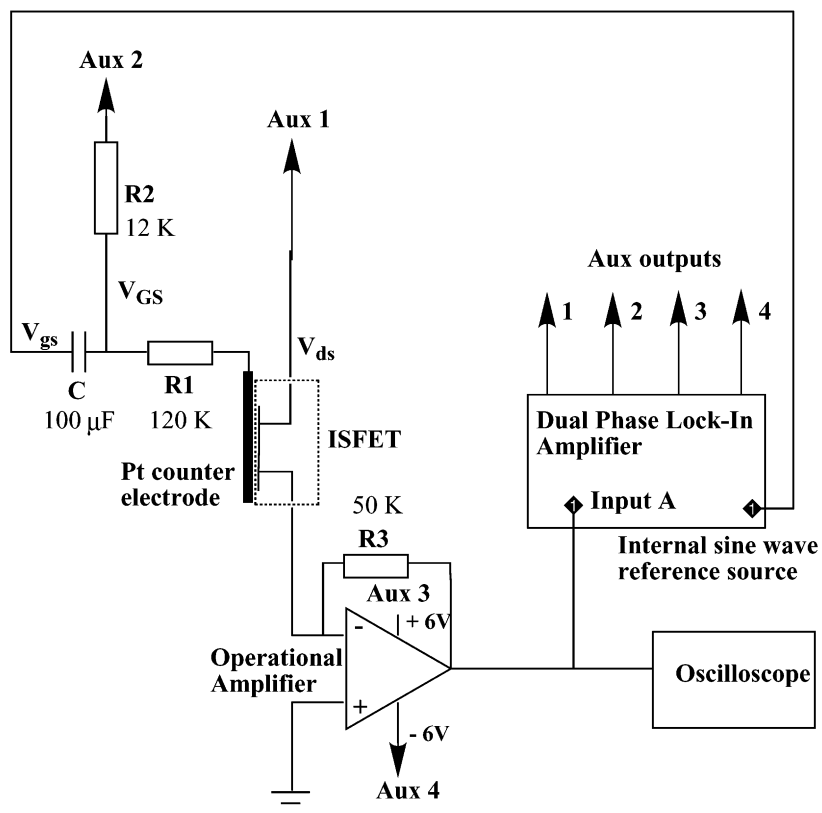 Aux 2
Aux 1
R2
12 K
V_GS
Aux outputs
1 2 3 4
V_gs
V_ds
C
R1
100 µF
120 K
ISFET
Dual Phase Lock-In
Amplifier
Pt counter
electrode
1 Input A
1
50 K
R3
Internal sine wave
reference source
Aux 3
- + 6V
Operational
Amplifier
Oscilloscope
+
- 6V
Aux 4